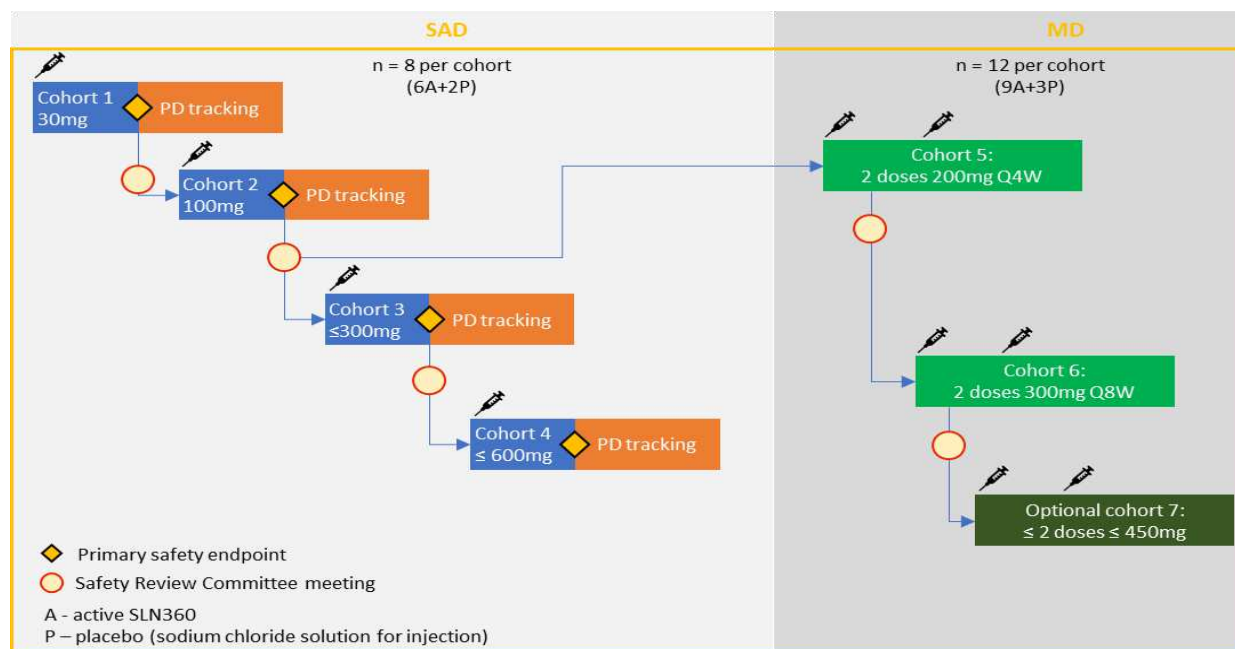 SAD
MD
n = 8 per cohort
(6A+2P)
n = 12 per cohort
(9A+3P)
Cohort 1
30mg
PD tracking
Cohort 2
100mg
PD tracking
Cohort 3
≤300mg
PD tracking
Cohort 4
≤ 600mg
PD tracking
Cohort 5:
2 doses 200mg Q4W
Cohort 6:
2 doses 300mg Q8W
Optional cohort 7:
≤ 2 doses ≤ 450mg
Primary safety endpoint
Safety Review Committee meeting
A - active SLN360
P – placebo (sodium chloride solution for injection)